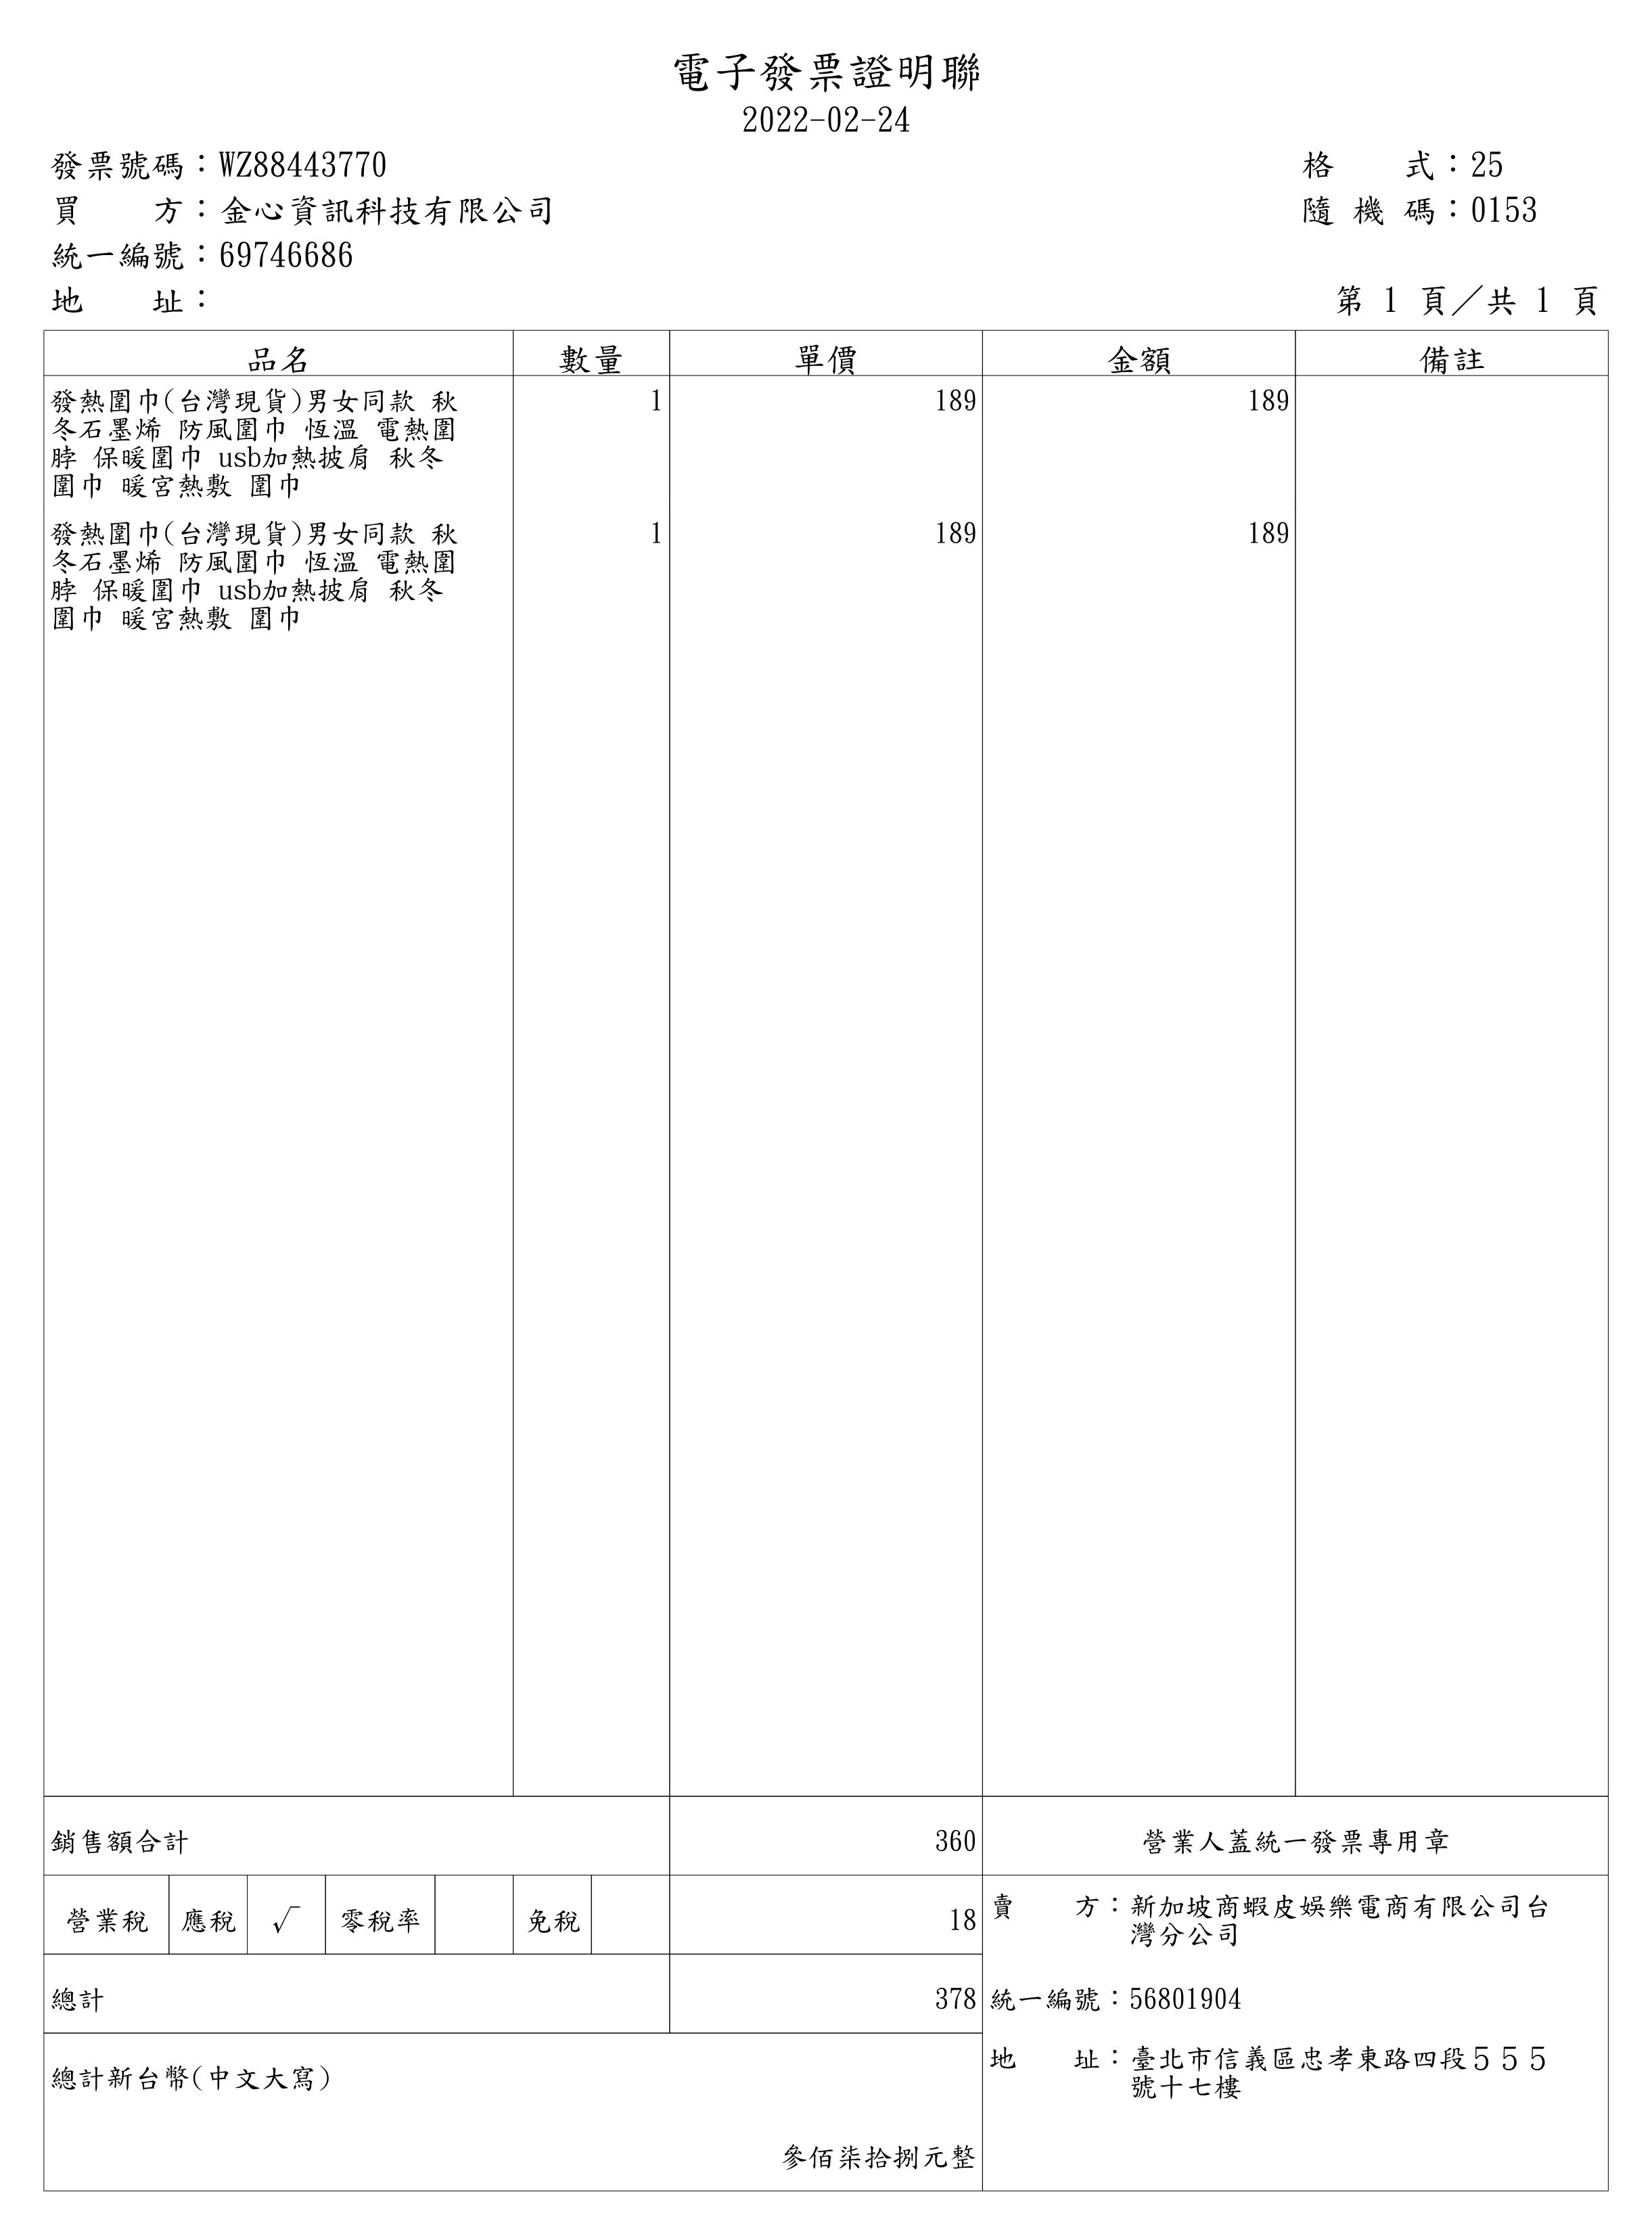 電子發票證明聯
2022-02-24
發票號碼：WZ88443770 格　　式：25
買　　方：金心資訊科技有限公司 隨 機 碼：0153
統一編號：69746686
地　　址： 第 1 頁／共 1 頁
品名 數量 單價 金額 備註
發熱圍巾(台灣現貨)男女同款 秋 1 189 189
冬石墨烯 防風圍巾 恆溫 電熱圍
脖 保暖圍巾 usb加熱披肩 秋冬
圍巾 暖宮熱敷 圍巾
發熱圍巾(台灣現貨)男女同款 秋 1 189 189
冬石墨烯 防風圍巾 恆溫 電熱圍
脖 保暖圍巾 usb加熱披肩 秋冬
圍巾 暖宮熱敷 圍巾
銷售額合計 360 營業人蓋統一發票專用章
營業稅 應稅 √ 零稅率 免稅 18
總計 378
總計新台幣(中文大寫)
參佰柒拾捌元整
賣　　方：新加坡商蝦皮娛樂電商有限公司台
灣分公司
統一編號：56801904
地　　址：臺北市信義區忠孝東路四段５５５
號十七樓